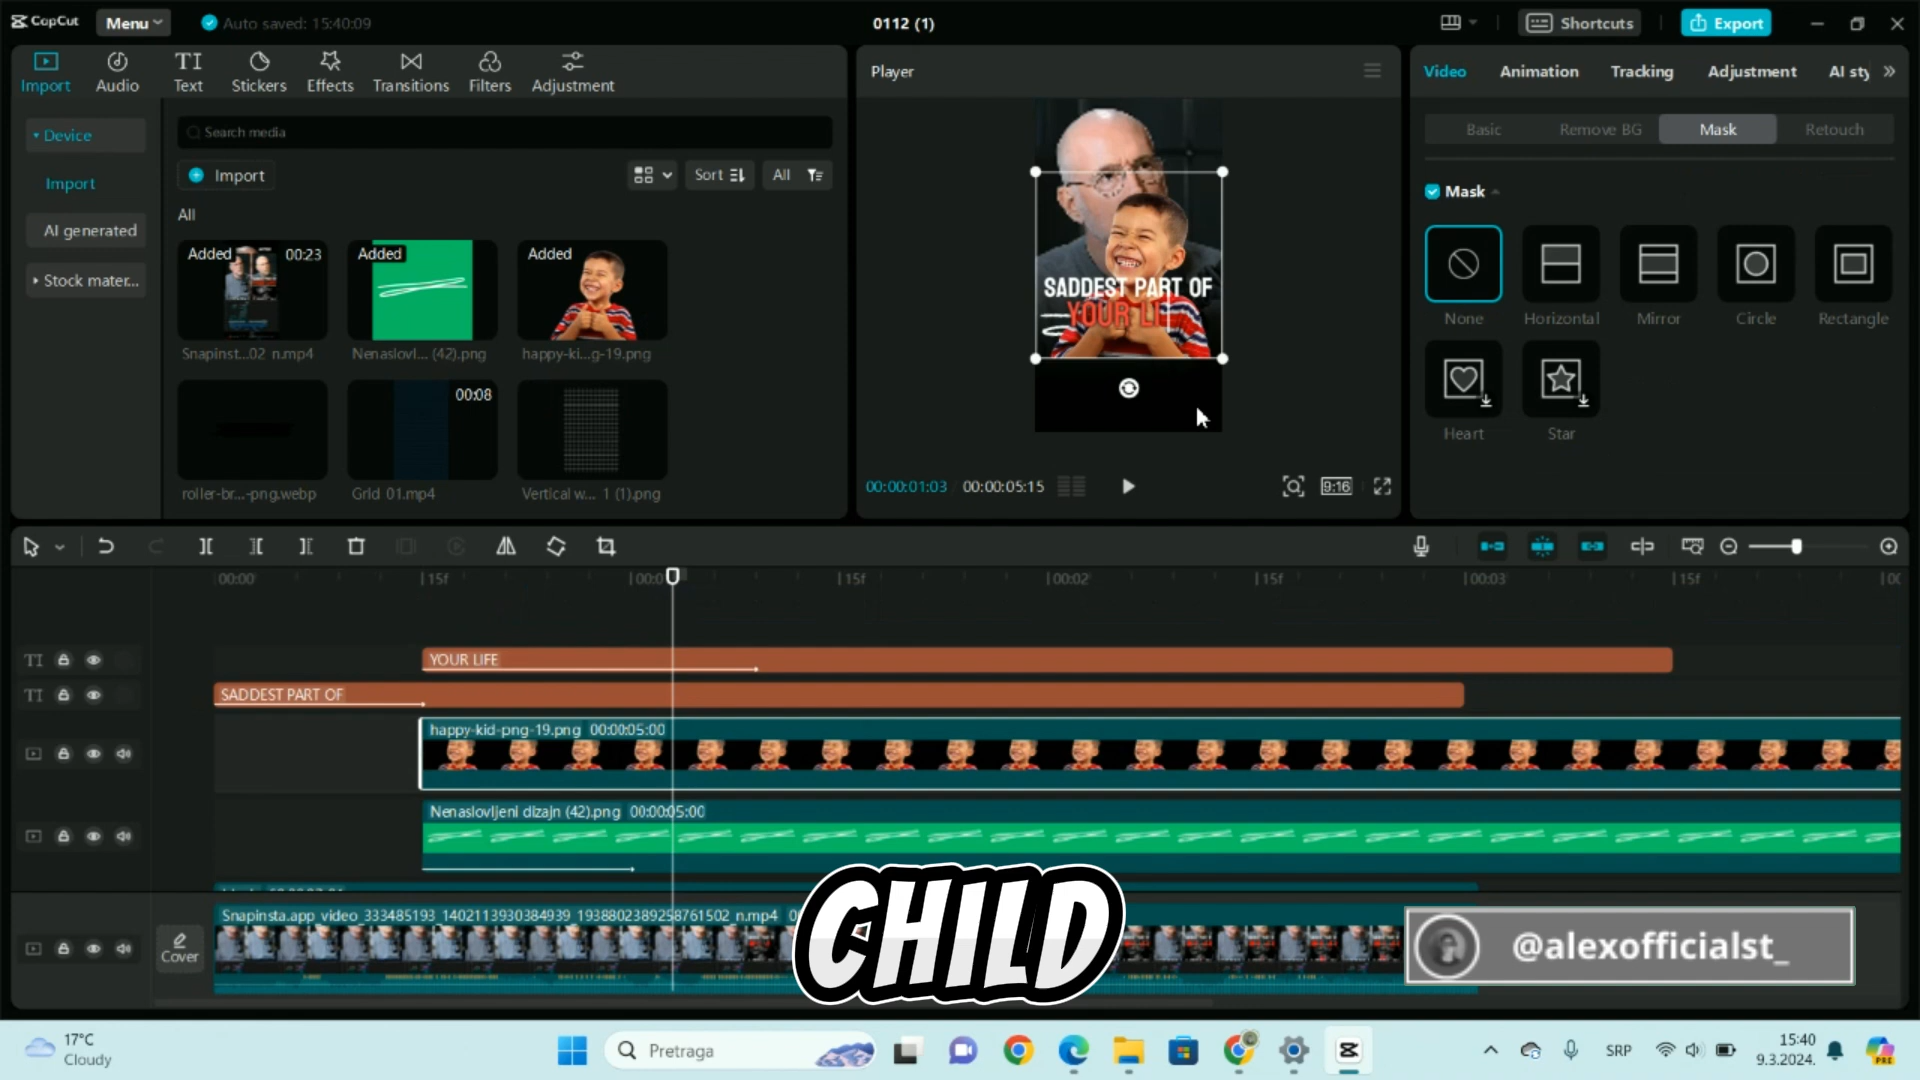 CapCut
Menu
Auto saved: 15:40:09
0112 (1)
Shortcuts
Export
Import
Audio
Text
Stickers
Effects
Transitions
Filters
Adjustment
Device
Import
AI generated
Stock mater...
Search media
Import
Sort
All
All
Added 00:23
Added
Added
Snapinst...02 n.mp4
Nenaslovl... (42).png
happy-ki...g-19.png
00:08
roller-br...-png.webp
Grid 01.mp4
Vertical w... 1 (1).png
Player
SADDEST PART OF
YOUR LI
00:00:01:03
00:00:05:15
9:16
Video
Animation
Tracking
Adjustment
AI sty
Basic
Remove BG
Mask
Retouch
Mask
None
Horizontal
Mirror
Circle
Rectangle
Heart
Star
00:00
15f
00:0
15f
00:02
15f
00:03
15f
TI
YOUR LIFE
TI
SADDEST PART OF
happy-kid-png-19.png 00:00:05:00
Nenaslovljeni dizajn (42).png 00:00:05:00
Snapinsta.app_video_333485193_1402113930384939_1938802389258761502_n.mp4
Cover
CHILD
@alexofficialst_
17°C
Cloudy
Pretraga
SRP
15:40
9.3.2024.
PRE